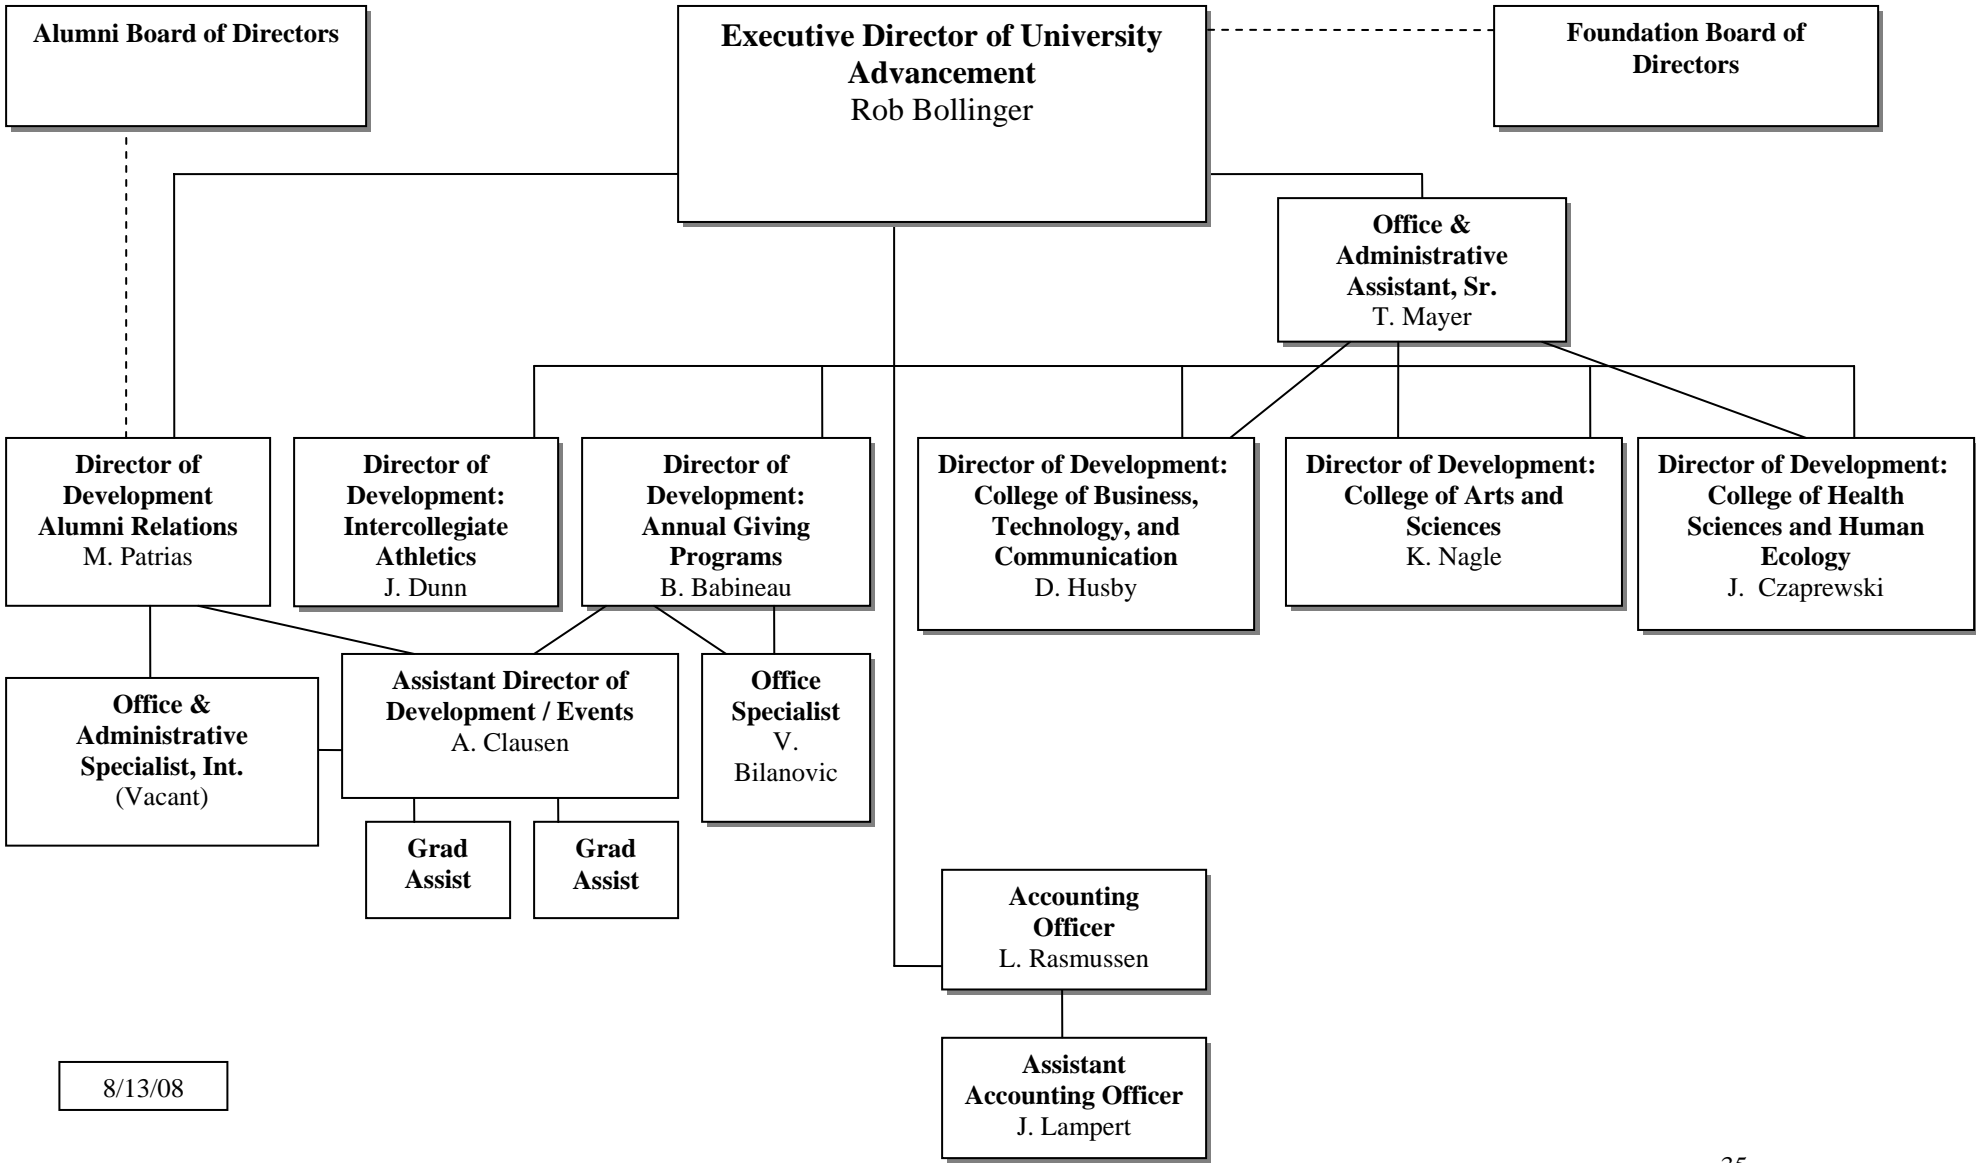 Alumni Board of Directors
Executive Director of University
Advancement
Rob Bollinger
Foundation Board of
Directors
Office &
Administrative
Assistant, Sr.
T. Mayer
Director of
Development
Alumni Relations
M. Patrias
Director of
Development:
Intercollegiate
Athletics
J. Dunn
Director of
Development:
Annual Giving
Programs
B. Babineau
Director of Development:
College of Business,
Technology, and
Communication
D. Husby
Director of Development:
College of Arts and
Sciences
K. Nagle
Director of Development:
College of Health
Sciences and Human
Ecology
J. Czaprewski
Office &
Administrative
Specialist, Int.
(Vacant)
Assistant Director of
Development / Events
A. Clausen
Office
Specialist
V.
Bilanovic
Grad
Assist
Grad
Assist
Accounting
Officer
L. Rasmussen
Assistant
Accounting Officer
J. Lampert
8/13/08